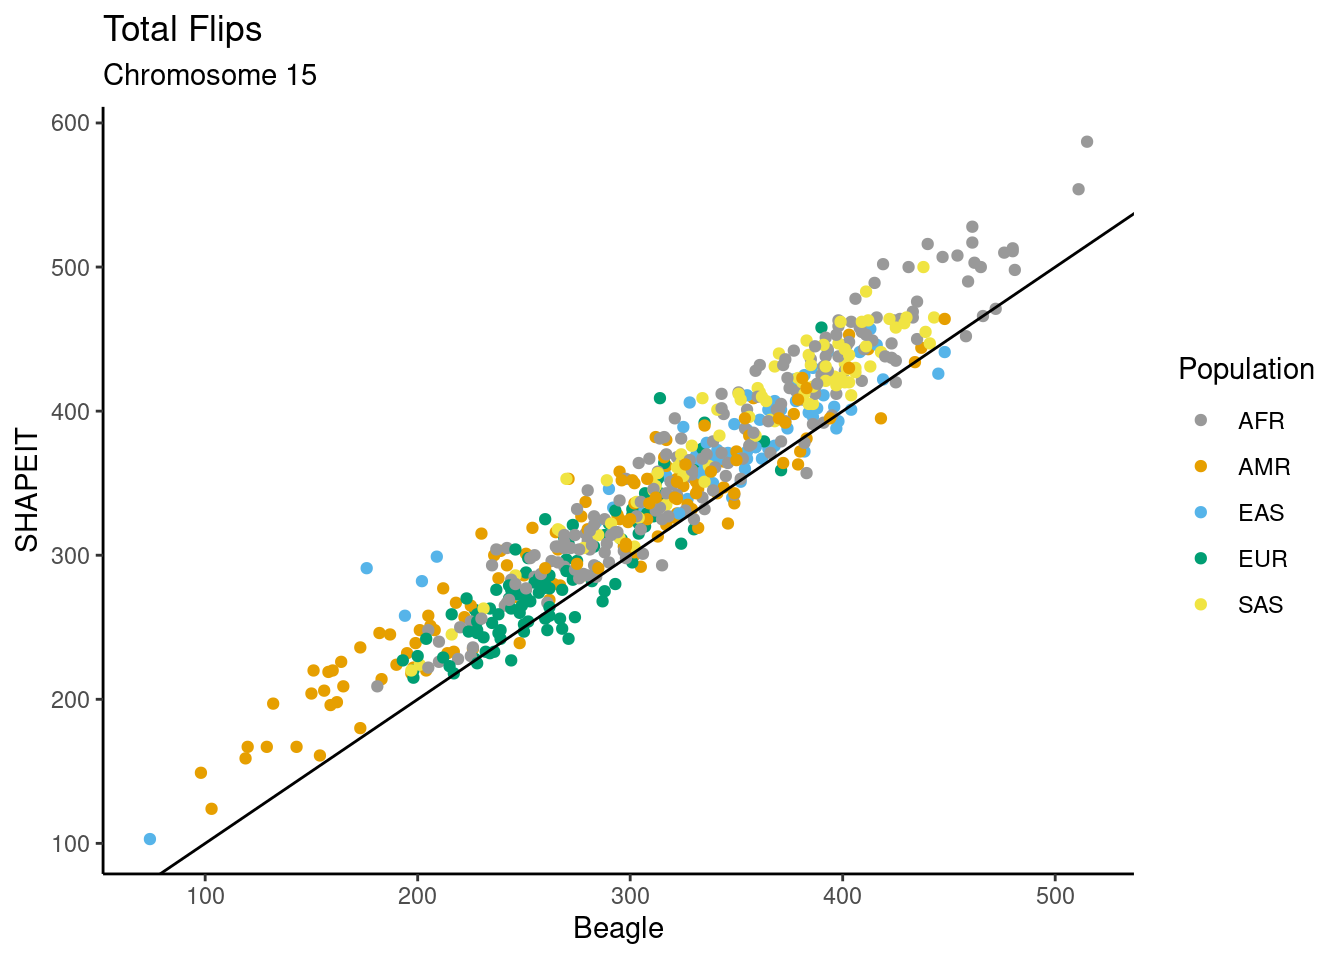 Total Flips
Chromosome 15
600
500
400
300
200
100
SHAPEIT
100
200
300
400
500
Beagle
Population
AFR
AMR
EAS
EUR
SAS